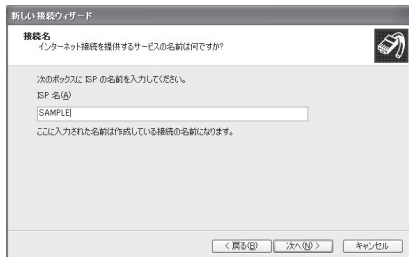 新しい接続ウィザード
接続名
インターネット接続を提供するサービスの名前は何ですか?
次のボックスに ISP の名前を入力してください。
ISP 名(A)
SAMPLE
ここに入力された名前は作成している接続の名前になります。
< 戻る(B)
次へ(N) >
キャンセル